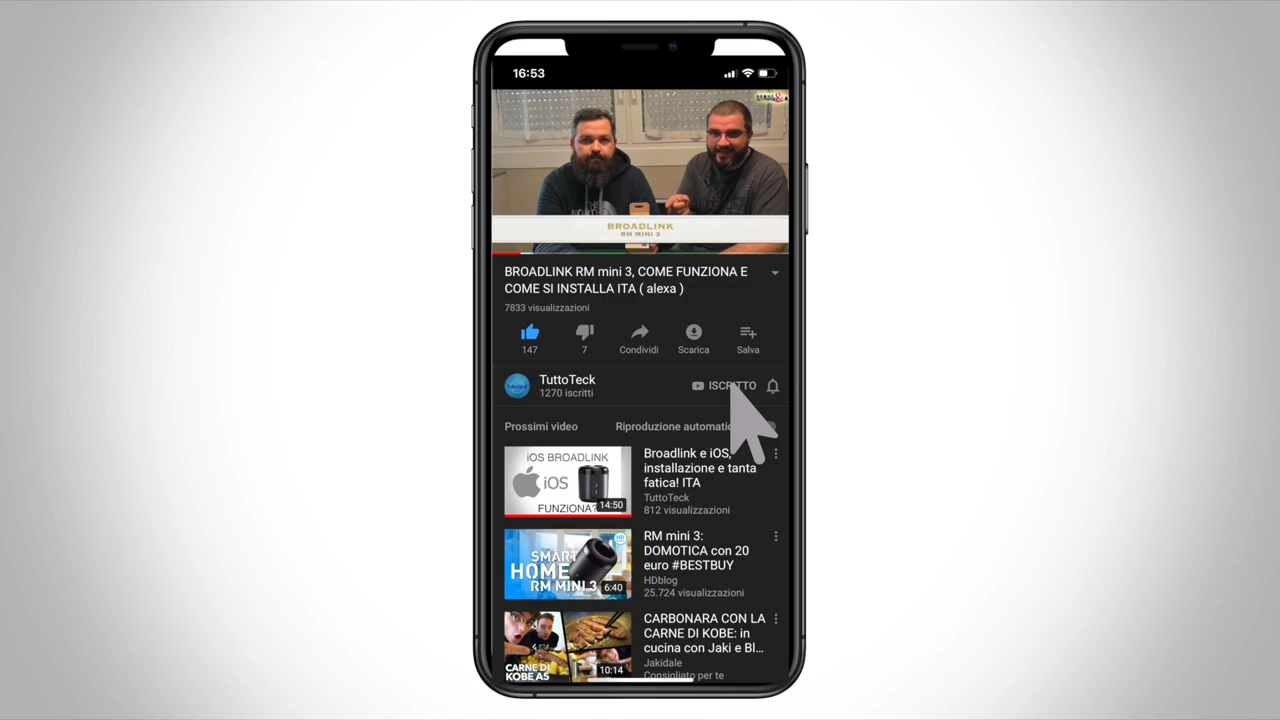 16:53
BROADLINK
RM MINI 3
BROADLINK RM mini 3, COME FUNZIONA E
COME SI INSTALLA ITA ( alexa )
7833 visualizzazioni
147
7
Condividi
Scarica
Salva
TuttoTeck
1270 iscritti
ISCRITTO
Prossimi video
Riproduzione automatic
iOS BROADLINK
iOS
FUNZIONA?
14:50
Broadlink e iOS,
installazione e tanta
fatica! ITA
TuttoTeck
812 visualizzazioni
SMART
HOME
RM MINI 3
HD
6:40
RM mini 3:
DOMOTICA con 20
euro #BESTBUY
HDblog
25.724 visualizzazioni
CARNE DI
KOBE A5
10:14
CARBONARA CON LA
CARNE DI KOBE: in
cucina con Jaki e Bl...
Jakidale
Consigliato per te